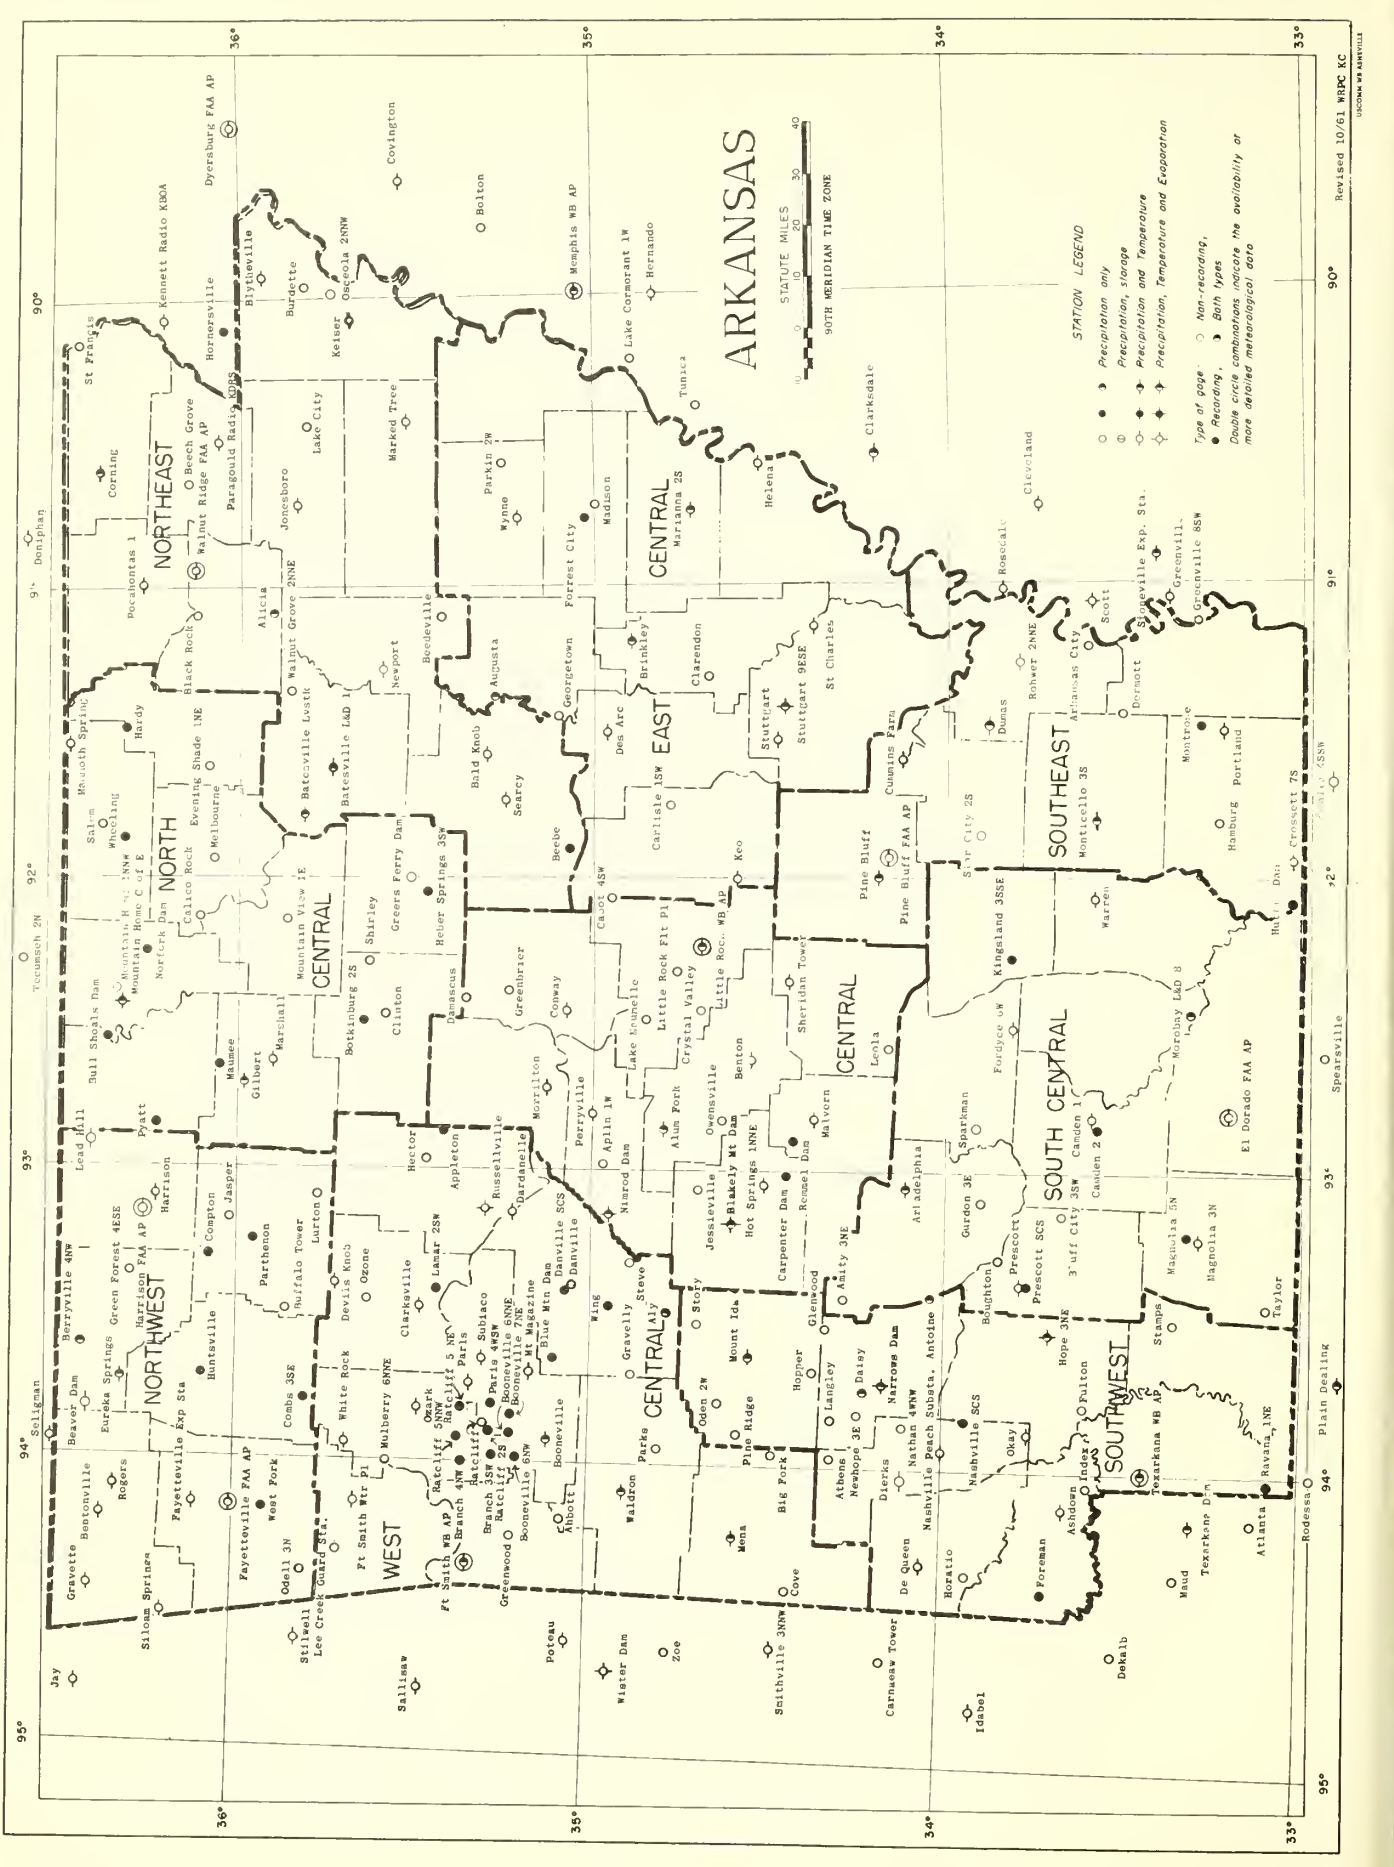 ARKANSAS
STATUTE MILES
10 0 10 20 30 40
90TH MERIDIAN TIME ZONE
STATION LEGEND
Precipitation only
Precipitation, storage
Precipitation and Temperature
Precipitation, Temperature and Evaporation
Type of gage: Non-recording,
Recording, Both types
Double circle combinations indicate the availability of
more detailed meteorological data
Revised 10/61 WRPC KC
USCOMM WB ASHEVILLE
95°
94°
93°
92°
91°
90°
36°
35°
34°
33°
NORTHWEST
NORTH
CENTRAL
NORTHEAST
WEST
CENTRAL
CENTRAL
EAST
CENTRAL
SOUTHWEST
SOUTH CENTRAL
SOUTHEAST
Jay
Seligman
Tecumseh 2N
Doniphan
Gravette
Bentonville
Rogers
Beaver Dam
Eureka Springs
Berryville 4NW
Green Forest 4ESE
Harrison FAA AP
Harrison
Lead Hill
Pyatt
Bull Shoals Dam
Mountain Home C of E
Norfork Dam
Calico Rock
Salem
Wheeling
Mammoth Spring
Hardy
Evening Shade 1NE
Melbourne
Siloam Springs
Fayetteville Exp Sta
Fayetteville FAA AP
West Fork
Huntsville
Combs 3SE
Odell 3N
Compton
Jasper
Parthenon
Buffalo Tower
Lurton
Devils Knob
Ozone
Maumee
Gilbert
Marshall
Botkinburg 2S
Clinton
Shirley
Mountain View 1E
Greers Ferry Dam
Heber Springs 3SW
Damascus
Batesville Lvstk
Batesville L&D 1
Walnut Grove 2NNE
Newport
Black Rock
Alicia
Pocahontas 1
Corning
St Francis
Beech Grove
Walnut Ridge FAA AP
Paragould Radio KDRS
Jonesboro
Lake City
Marked Tree
Keiser
Osceola 2NNW
Burdette
Blytheville
Hornersville
Kennett Radio KBOA
Dyersburg FAA AP
Covington
Bolton
Memphis WB AP
Lake Cormorant 1W
Hernando
Tunica
Clarksdale
Cleveland
Rosedale
Scott
Stoneville Exp. Sta.
Greenville 8SW
Stilwell
Lee Creek Guard Sta.
Sallisaw
Ft Smith Wtr Pl
White Rock
Mulberry 6NNE
Ozark
Clarksville
Lamar 2SW
Hector
Appleton
Russellville
Dardanelle
Ratcliff 5 NE
Ratcliff 5NNW
Ratcliff
Ratcliff 2S
Paris
Paris 4WSW
Subiaco
Branch 4NW
Branch 3SW
Booneville 6NNE
Booneville 7NE
Booneville 6NW
Booneville
Mt Magazine
Blue Mtn Dam
Danville SCS
Danville
Ft Smith WB AP
Greenwood
Abbott
Waldron
Parks
Gravelly
Wing
Steve
Aly
Nimrod Dam
Aplin 1W
Perryville
Morrilton
Conway
Greenbrier
Searcy
Bald Knob
Augusta
Beedeville
Beebe
Georgetown
Des Arc
Cabot 4SW
Carlisle 1SW
Brinkley
Clarendon
Wynne
Parkin 2W
Madison
Forrest City
Marianna 2S
Helena
St Charles
Stuttgart
Stuttgart 9ESE
Keo
Poteau
Wister Dam
Zoe
Smithville 3NNW
Cove
Mena
Big Fork
Pine Ridge
Oden 2W
Story
Mount Ida
Jessieville
Blakely Mt Dam
Hot Springs 1NNE
Owensville
Alum Fork
Carpenter Dam
Remmel Dam
Malvern
Benton
Crystal Valley
Little Rock Flt Pl
Little Rock WB AP
Sheridan Tower
Leola
Hopper
Glenwood
Langley
Daisy
Athens
Newhope 3E
Narrows Dam
Amity 3NE
Dierks
Nathan 4WNW
Nashville Peach Substa.
Nashville SCS
Antoine
Arkadelphia
Gurdon 3E
Sparkman
De Queen
Horatio
Carnasaw Tower
Idabel
Foreman
Ashdown
Index
Okay
Fulton
Hope 3NE
Boughton
Prescott
Prescott SCS
Camden 1
Camden 2
Fordyce 6W
Kingsland 3SSE
Warren
Pine Bluff
Pine Bluff FAA AP
Cummins Farm
Star City 2S
Monticello 3S
Dumas
Rohwer 2NNE
Arkansas City
Dermott
Montrose
Portland
Hamburg
Crossett 7S
Morobay L&D 8
El Dorado FAA AP
Magnolia 5N
Magnolia 3N
Stamps
Taylor
Texarkana WB AP
Texarkana Dam
Ravana 1NE
Atlanta
Maud
Dekalb
Rodessa
Plain Dealing
Spearsville